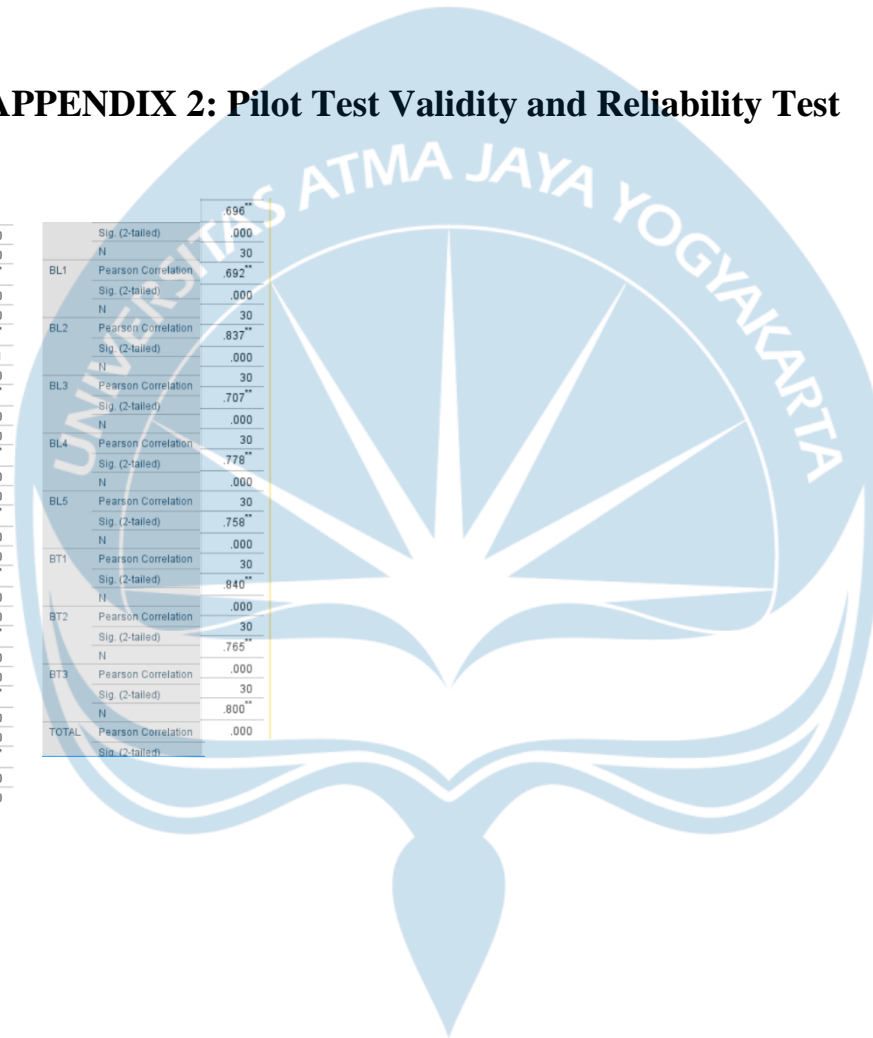 APPENDIX 2: Pilot Test Validity and Reliability Test
UNIVERSITAS ATMA JAYA YOGYAKARTA
.696**
Sig. (2-tailed) .000
N 30
BL1 Pearson Correlation .692**
Sig. (2-tailed) .000
N 30
BL2 Pearson Correlation .837**
Sig. (2-tailed) .000
N 30
BL3 Pearson Correlation .707**
Sig. (2-tailed) .000
N 30
BL4 Pearson Correlation .778**
Sig. (2-tailed) .000
N 30
BL5 Pearson Correlation .758**
Sig. (2-tailed) .000
N 30
BT1 Pearson Correlation .840**
Sig. (2-tailed) .000
N 30
BT2 Pearson Correlation .765**
Sig. (2-tailed) .000
N 30
BT3 Pearson Correlation .800**
Sig. (2-tailed) .000
N
TOTAL Pearson Correlation
Sig. (2-tailed)